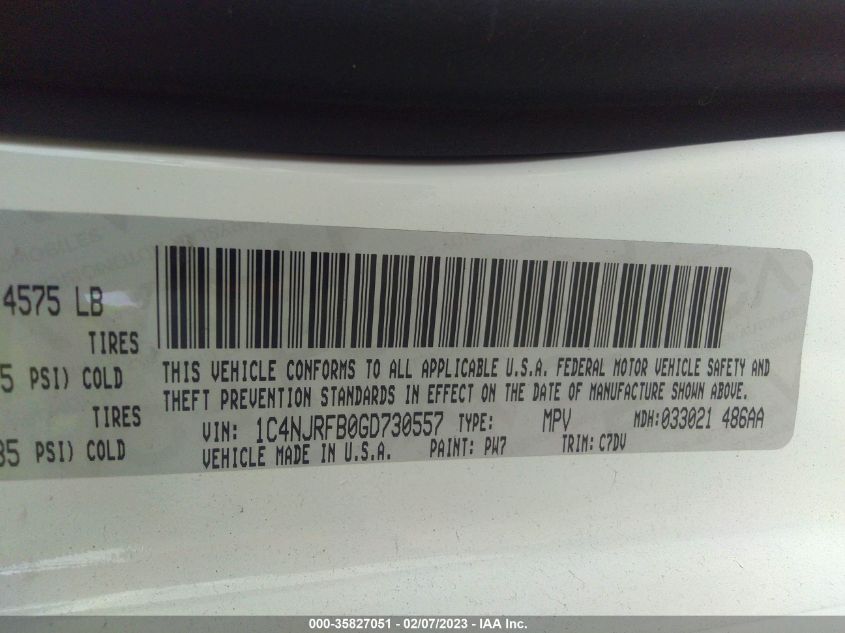 4575 LB
TIRES
5 PSI) COLD
TIRES
35 PSI) COLD
THIS VEHICLE CONFORMS TO ALL APPLICABLE U.S.A. FEDERAL MOTOR VEHICLE SAFETY AND
THEFT PREVENTION STANDARDS IN EFFECT ON THE DATE OF MANUFACTURE SHOWN ABOVE.
VIN: 1C4NJRFB0GD730557 TYPE: MPV MDH:033021 486AA
VEHICLE MADE IN U.S.A. PAINT: PW7 TRIM: C7DV
000-35827051 - 02/07/2023 - IAA Inc.